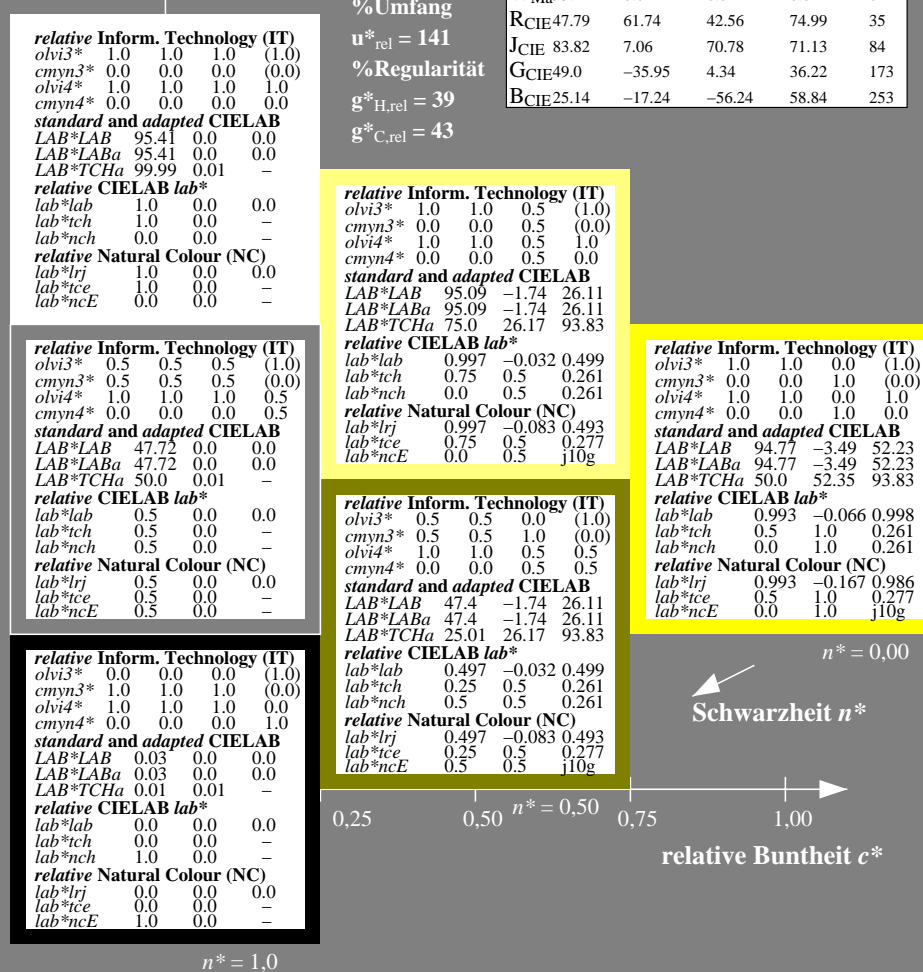 %Umfang
u*rel = 141
%Regularität
g*H,rel = 39
g*C,rel = 43
RCIE 47.79 61.74 42.56 74.99 35
JCIE 83.82 7.06 70.78 71.13 84
GCIE 49.0 −35.95 4.34 36.22 173
BCIE 25.14 −17.24 −56.24 58.84 253
relative Inform. Technology (IT)
olvi3* 1.0 1.0 1.0 (1.0)
cmyn3* 0.0 0.0 0.0 (0.0)
olvi4* 1.0 1.0 1.0 1.0
cmyn4* 0.0 0.0 0.0 0.0
standard and adapted CIELAB
LAB*LAB 95.41 0.0 0.0
LAB*LABa 95.41 0.0 0.0
LAB*TCHa 99.99 0.01 –
relative CIELAB lab*
lab*lab 1.0 0.0 0.0
lab*tch 1.0 0.0 –
lab*nch 0.0 0.0 –
relative Natural Colour (NC)
lab*lrj 1.0 0.0 0.0
lab*tce 1.0 0.0 –
lab*ncE 0.0 0.0 –
relative Inform. Technology (IT)
olvi3* 1.0 1.0 0.5 (1.0)
cmyn3* 0.0 0.0 0.5 (0.0)
olvi4* 1.0 1.0 0.5 1.0
cmyn4* 0.0 0.0 0.5 0.0
standard and adapted CIELAB
LAB*LAB 95.09 −1.74 26.11
LAB*LABa 95.09 −1.74 26.11
LAB*TCHa 75.0 26.17 93.83
relative CIELAB lab*
lab*lab 0.997 −0.032 0.499
lab*tch 0.75 0.5 0.261
lab*nch 0.0 0.5 0.261
relative Natural Colour (NC)
lab*lrj 0.997 −0.083 0.493
lab*tce 0.75 0.5 0.277
lab*ncE 0.0 0.5 j10g
relative Inform. Technology (IT)
olvi3* 0.5 0.5 0.5 (1.0)
cmyn3* 0.5 0.5 0.5 (0.0)
olvi4* 1.0 1.0 1.0 0.5
cmyn4* 0.0 0.0 0.0 0.5
standard and adapted CIELAB
LAB*LAB 47.72 0.0 0.0
LAB*LABa 47.72 0.0 0.0
LAB*TCHa 50.0 0.01 –
relative CIELAB lab*
lab*lab 0.5 0.0 0.0
lab*tch 0.5 0.0 –
lab*nch 0.5 0.0 –
relative Natural Colour (NC)
lab*lrj 0.5 0.0 0.0
lab*tce 0.5 0.0 –
lab*ncE 0.5 0.0 –
relative Inform. Technology (IT)
olvi3* 1.0 1.0 0.0 (1.0)
cmyn3* 0.0 0.0 1.0 (0.0)
olvi4* 1.0 1.0 0.0 1.0
cmyn4* 0.0 0.0 1.0 0.0
standard and adapted CIELAB
LAB*LAB 94.77 −3.49 52.23
LAB*LABa 94.77 −3.49 52.23
LAB*TCHa 50.0 52.35 93.83
relative CIELAB lab*
lab*lab 0.993 −0.066 0.998
lab*tch 0.5 1.0 0.261
lab*nch 0.0 1.0 0.261
relative Natural Colour (NC)
lab*lrj 0.993 −0.167 0.986
lab*tce 0.5 1.0 0.277
lab*ncE 0.0 1.0 j10g
relative Inform. Technology (IT)
olvi3* 0.5 0.5 0.0 (1.0)
cmyn3* 0.5 0.5 1.0 (0.0)
olvi4* 1.0 1.0 0.5 0.5
cmyn4* 0.0 0.0 0.5 0.5
standard and adapted CIELAB
LAB*LAB 47.4 −1.74 26.11
LAB*LABa 47.4 −1.74 26.11
LAB*TCHa 25.01 26.17 93.83
relative CIELAB lab*
lab*lab 0.497 −0.032 0.499
lab*tch 0.25 0.5 0.261
lab*nch 0.5 0.5 0.261
relative Natural Colour (NC)
lab*lrj 0.497 −0.083 0.493
lab*tce 0.25 0.5 0.277
lab*ncE 0.5 0.5 j10g
relative Inform. Technology (IT)
olvi3* 0.0 0.0 0.0 (1.0)
cmyn3* 1.0 1.0 1.0 (0.0)
olvi4* 1.0 1.0 1.0 0.0
cmyn4* 0.0 0.0 0.0 1.0
standard and adapted CIELAB
LAB*LAB 0.03 0.0 0.0
LAB*LABa 0.03 0.0 0.0
LAB*TCHa 0.01 0.01 –
relative CIELAB lab*
lab*lab 0.0 0.0 0.0
lab*tch 0.0 0.0 –
lab*nch 1.0 0.0 –
relative Natural Colour (NC)
lab*lrj 0.0 0.0 0.0
lab*tce 0.0 0.0 –
lab*ncE 1.0 0.0 –
n* = 0,00
Schwarzheit n*
n* = 0,50
0,25 0,50 0,75 1,00
relative Buntheit c*
n* = 1,0